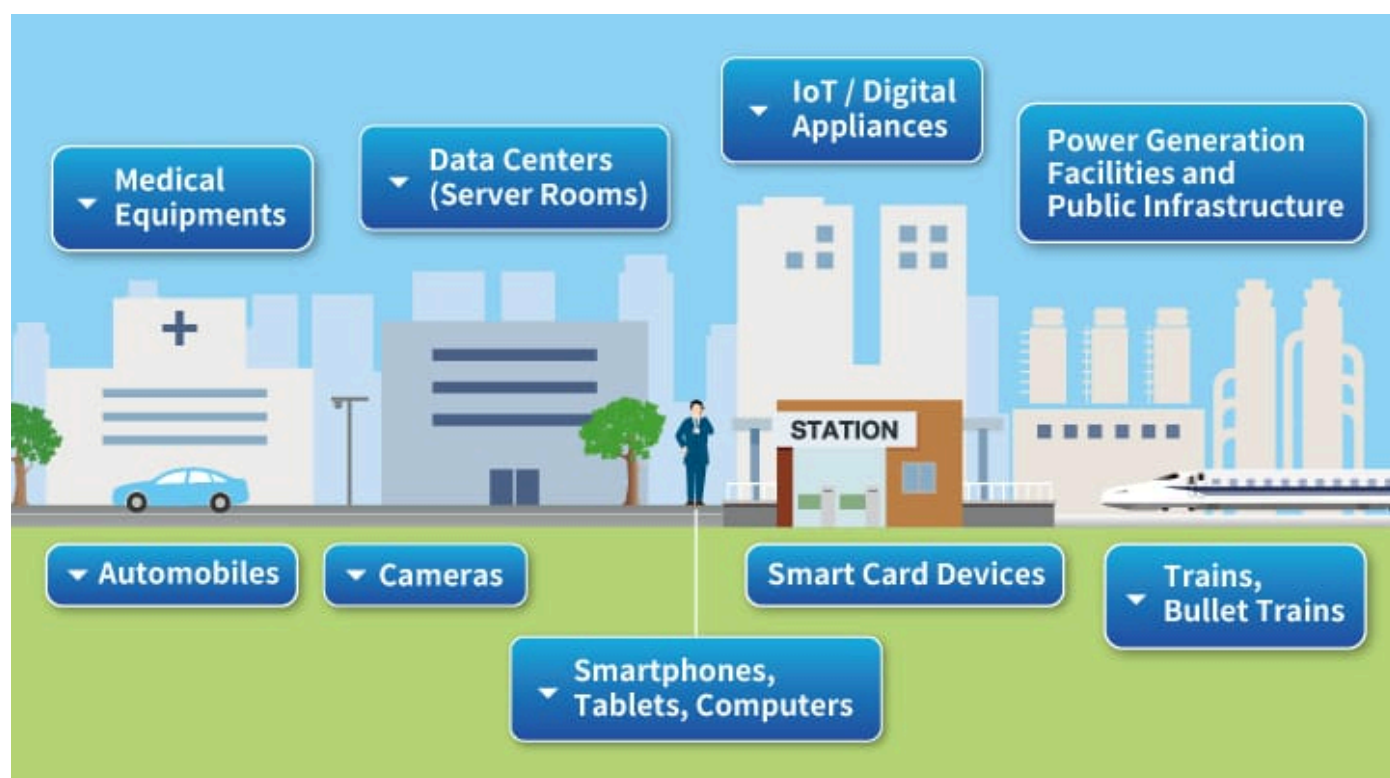 IoT / Digital
Appliances
Power Generation
Facilities and
Public Infrastructure
Data Centers
(Server Rooms)
Medical
Equipments
STATION
Automobiles
Cameras
Smart Card Devices
Trains,
Bullet Trains
Smartphones,
Tablets, Computers